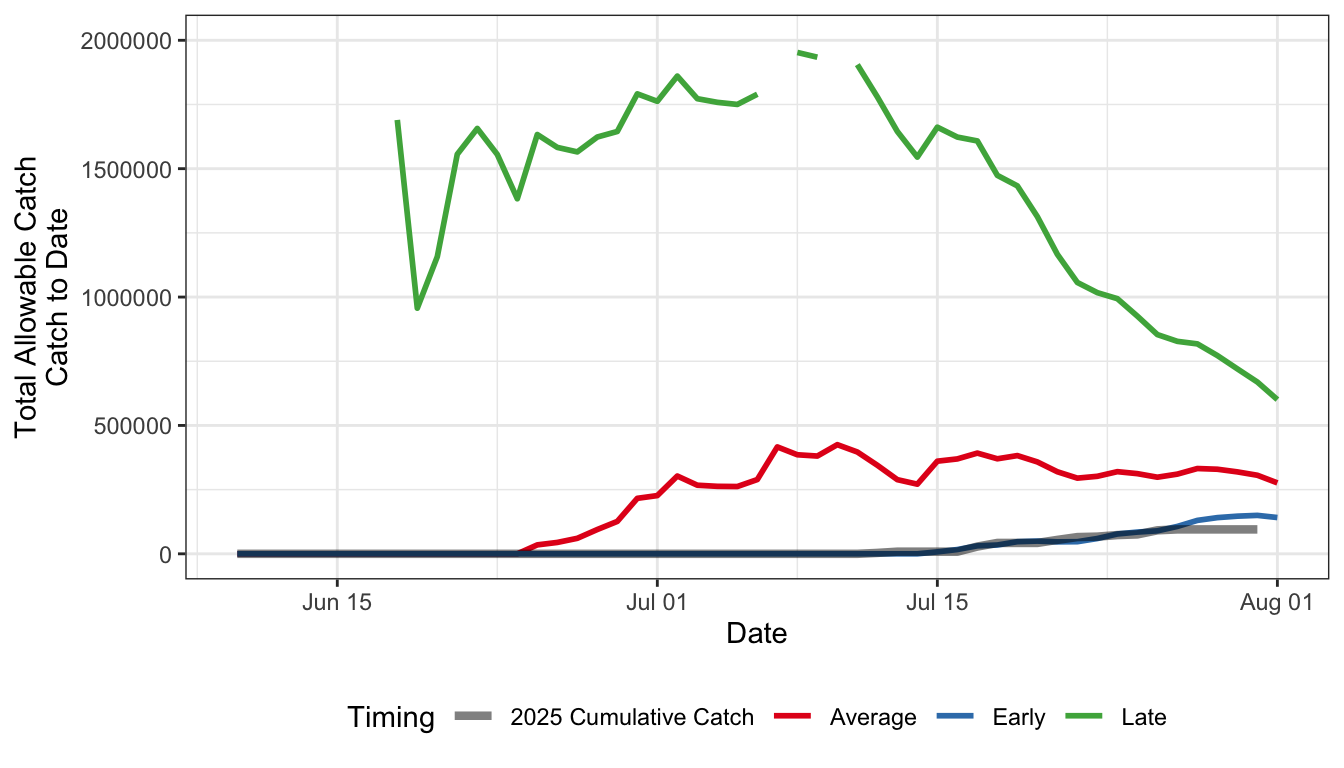 Total Allowable Catch
Catch to Date
2000000
1500000
1000000
500000
0
Jun 15 Jul 01 Jul 15 Aug 01
Date
Timing 2025 Cumulative Catch Average Early Late